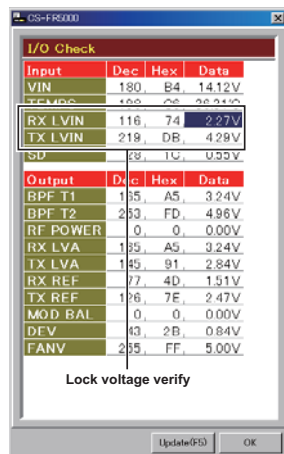 CS-FR5000
I/O Check
Input Dec Hex Data
VIN 180, B4, 14.12V
RX LVIN 116, 74 2.27V
TX LVIN 219, DB, 4.29V
SD 28, 1C, 0.55V
Output Dec Hex Data
BPF T1 165, A5, 3.24V
BPF T2 253, FD, 4.96V
RF POWER 0, 0, 0.00V
RX LVA 165, A5, 3.24V
TX LVA 145, 91, 2.84V
RX REF 77, 4D, 1.51V
TX REF 126, 7E, 2.47V
MOD BAL 0, 0, 0.00V
DEV 43, 2B, 0.84V
FANV 255, FF, 5.00V
Lock voltage verify
Update(F5) OK